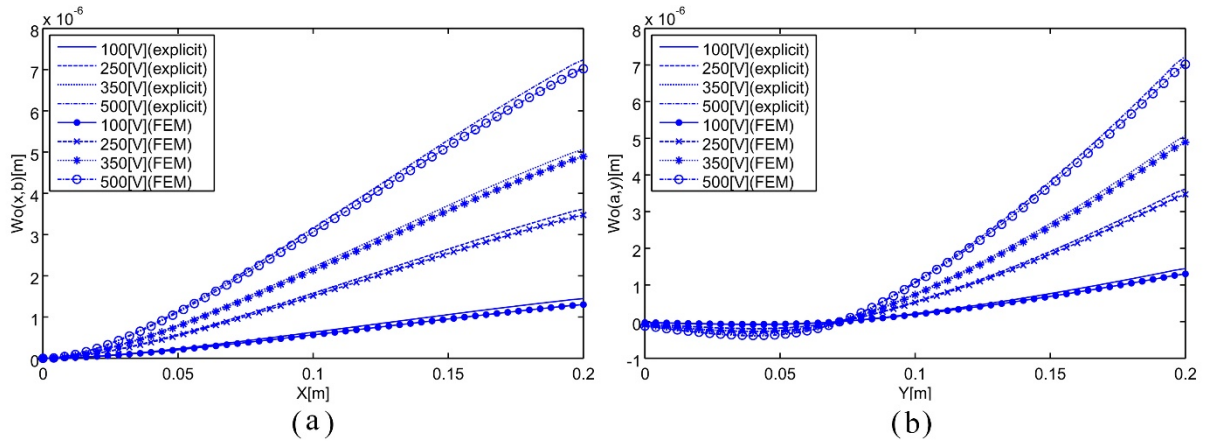 x 10^-6
8
7
6
5
4
3
2
1
0
Wo(x,b)[m]
100[V](explicit)
250[V](explicit)
350[V](explicit)
500[V](explicit)
100[V](FEM)
250[V](FEM)
350[V](FEM)
500[V](FEM)
0 0.05 0.1 0.15 0.2
X[m]
(a)
x 10^-6
8
7
6
5
4
3
2
1
0
-1
Wo(a,y)[m]
100[V](explicit)
250[V](explicit)
350[V](explicit)
500[V](explicit)
100[V](FEM)
250[V](FEM)
350[V](FEM)
500[V](FEM)
0 0.05 0.1 0.15 0.2
Y[m]
(b)